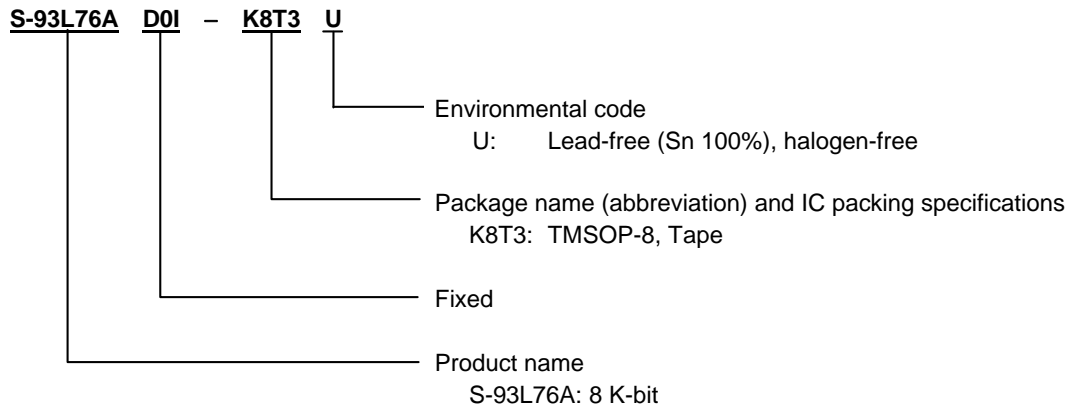 S-93L76A D0I – K8T3 U
Environmental code
U: Lead-free (Sn 100%), halogen-free
Package name (abbreviation) and IC packing specifications
K8T3: TMSOP-8, Tape
Fixed
Product name
S-93L76A: 8 K-bit